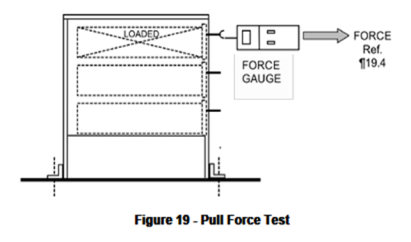 LOADED
FORCE
GAUGE
FORCE
Ref.
¶19.4
Figure 19 - Pull Force Test